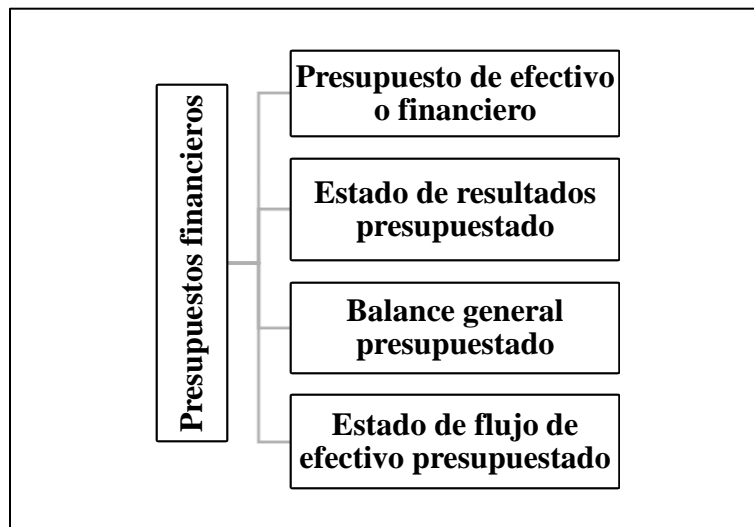 Presupuestos financieros
Presupuesto de efectivo
o financiero
Estado de resultados
presupuestado
Balance general
presupuestado
Estado de flujo de
efectivo presupuestado